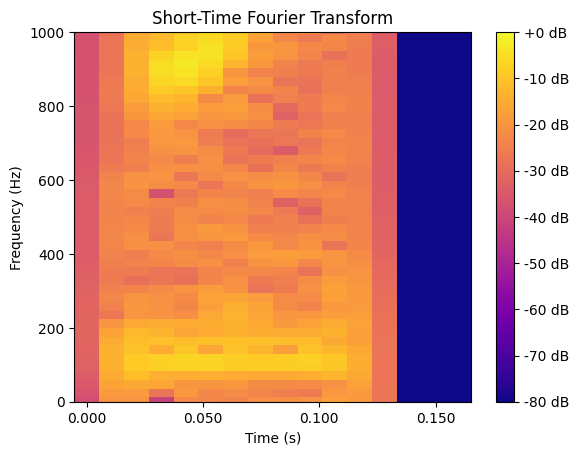 Short-Time Fourier Transform
1000
800
600
400
200
0
Frequency (Hz)
0.000
0.050
0.100
0.150
Time (s)
+0 dB
-10 dB
-20 dB
-30 dB
-40 dB
-50 dB
-60 dB
-70 dB
-80 dB